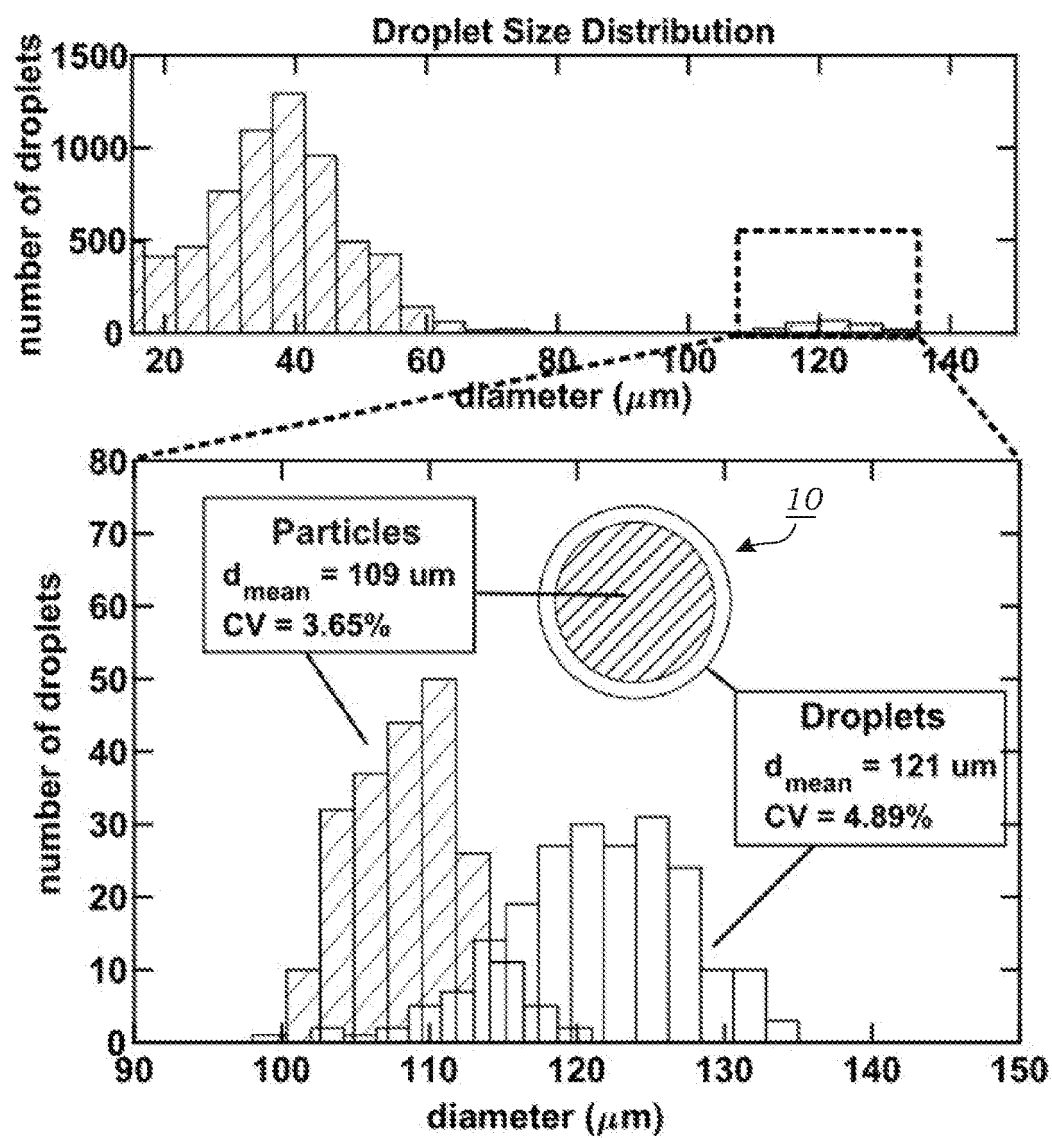 Droplet Size Distribution
number of droplets
1500
1000
500
0
20 40 60 80 100 120 140
diameter (μm)
number of droplets
80
70
60
50
40
30
20
10
0
90 100 110 120 130 140 150
diameter (μm)
Particles
dmean = 109 um
CV = 3.65%
10
Droplets
dmean = 121 um
CV = 4.89%